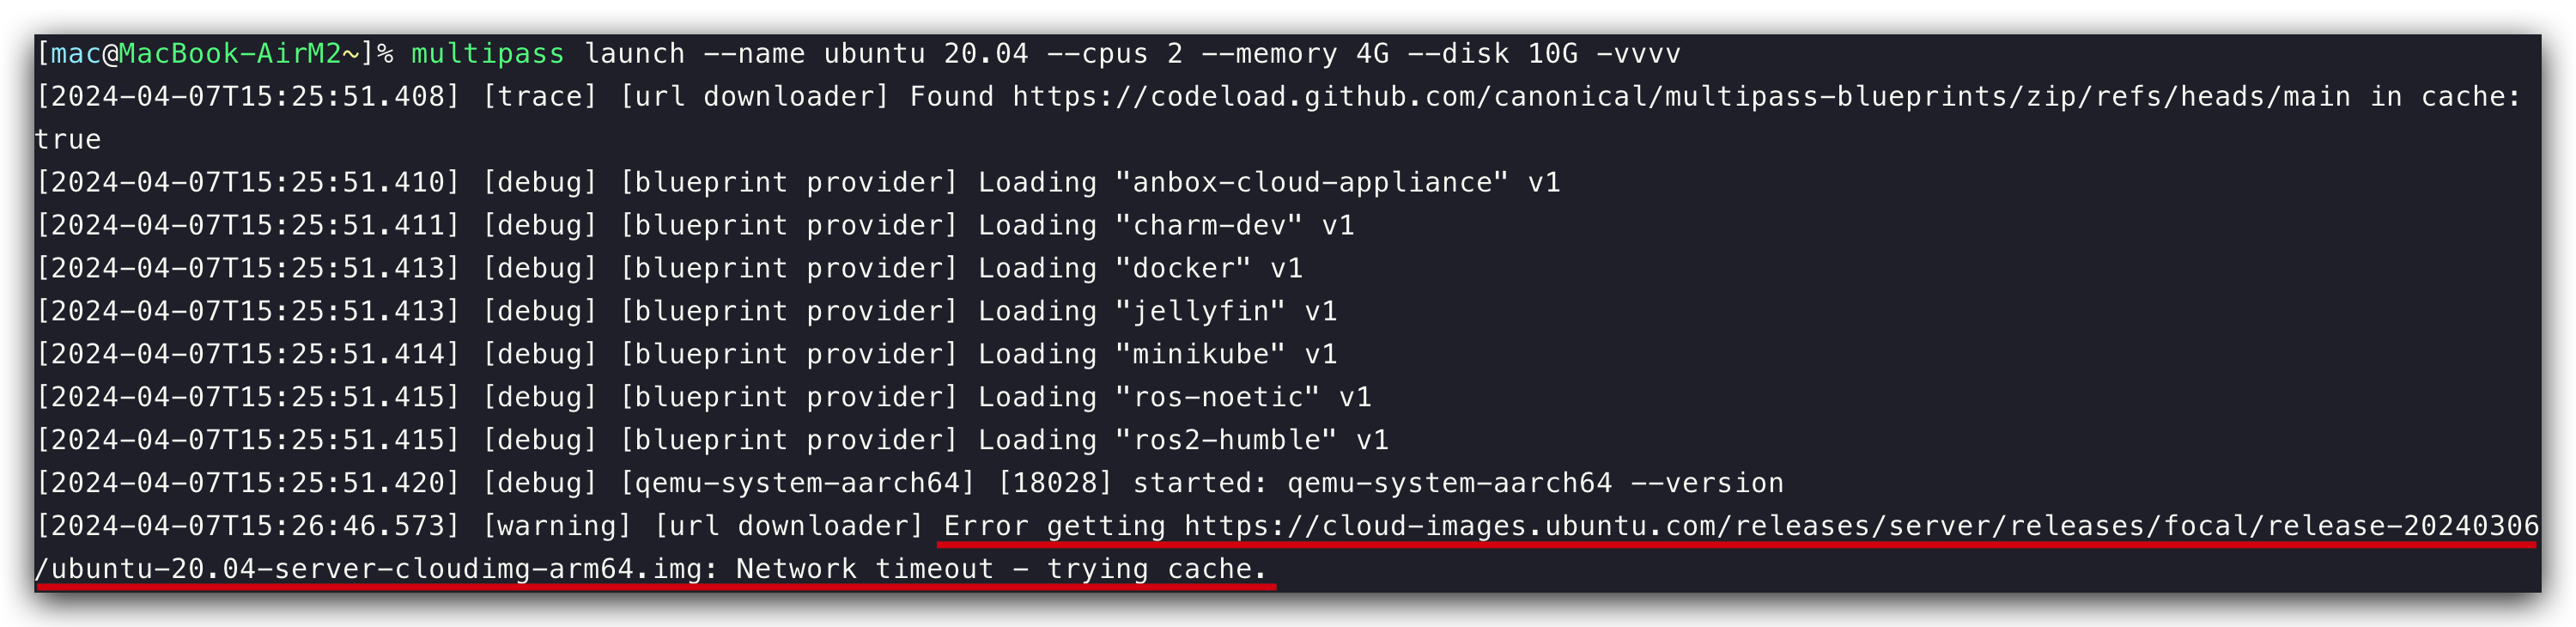 [mac@MacBook-AirM2~]% multipass launch --name ubuntu 20.04 --cpus 2 --memory 4G --disk 10G -vvvv
[2024-04-07T15:25:51.408] [trace] [url downloader] Found https://codeload.github.com/canonical/multipass-blueprints/zip/refs/heads/main in cache:
true
[2024-04-07T15:25:51.410] [debug] [blueprint provider] Loading "anbox-cloud-appliance" v1
[2024-04-07T15:25:51.411] [debug] [blueprint provider] Loading "charm-dev" v1
[2024-04-07T15:25:51.413] [debug] [blueprint provider] Loading "docker" v1
[2024-04-07T15:25:51.413] [debug] [blueprint provider] Loading "jellyfin" v1
[2024-04-07T15:25:51.414] [debug] [blueprint provider] Loading "minikube" v1
[2024-04-07T15:25:51.415] [debug] [blueprint provider] Loading "ros-noetic" v1
[2024-04-07T15:25:51.415] [debug] [blueprint provider] Loading "ros2-humble" v1
[2024-04-07T15:25:51.420] [debug] [qemu-system-aarch64] [18028] started: qemu-system-aarch64 --version
[2024-04-07T15:26:46.573] [warning] [url downloader] Error getting https://cloud-images.ubuntu.com/releases/server/releases/focal/release-20240306
/ubuntu-20.04-server-cloudimg-arm64.img: Network timeout - trying cache.